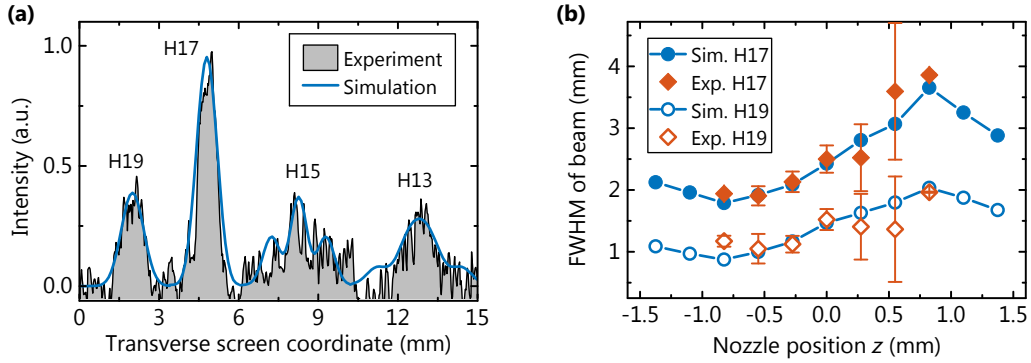 (a)
H17
H19
H15
H13
Experiment
Simulation
1.0
0.5
0.0
Intensity (a.u.)
0 3 6 9 12 15
Transverse screen coordinate (mm)
(b)
Sim. H17
Exp. H17
Sim. H19
Exp. H19
4
3
2
1
FWHM of beam (mm)
-1.5 -1.0 -0.5 0.0 0.5 1.0 1.5
Nozzle position z (mm)